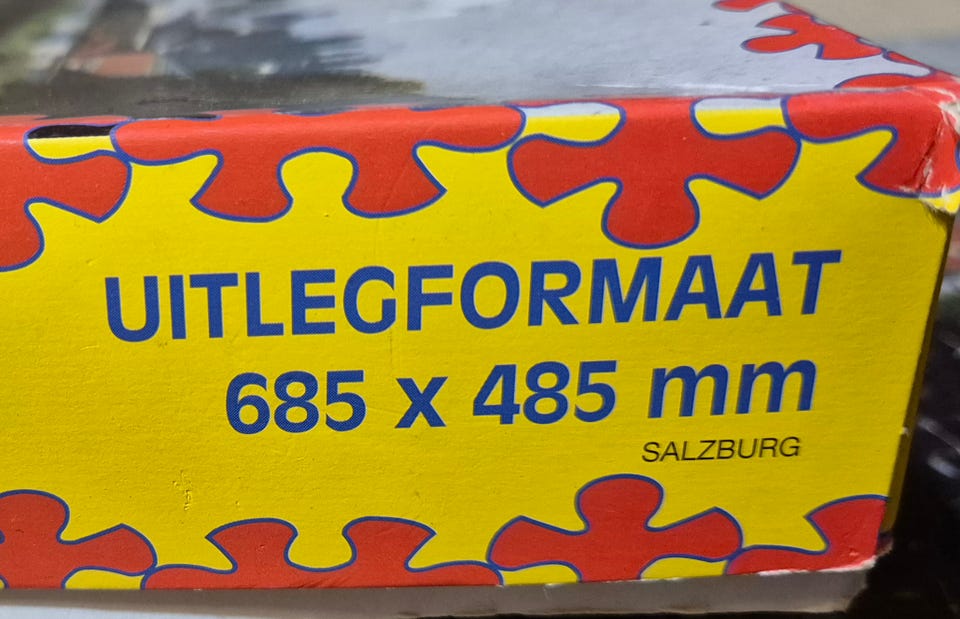 UITLEGFORMAAT
685 x 485 mm
SALZBURG